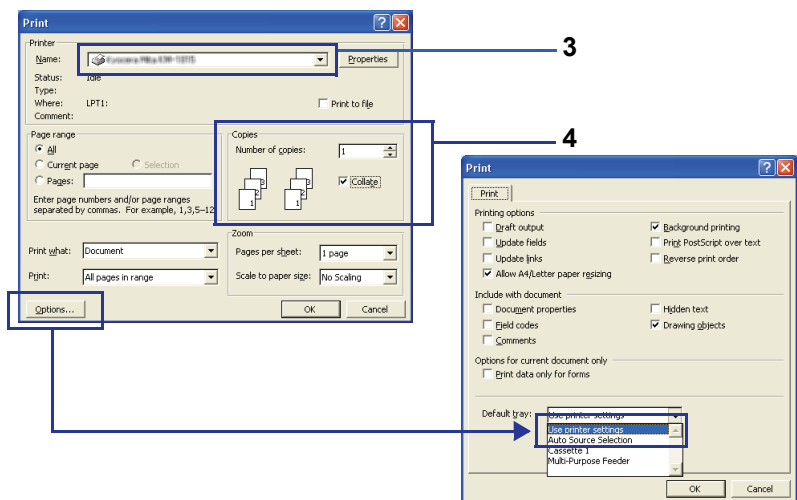 Print
Printer
Name:
Properties
Status: Idle
Type:
Where: LPT1:
Print to file
Comment:
3
Page range
All
Current page
Selection
Pages:
Enter page numbers and/or page ranges
separated by commas. For example, 1,3,5–12
Copies
Number of copies: 1
1 2 3
1 2 3
Collate
4
Print what: Document
Print: All pages in range
Zoom
Pages per sheet: 1 page
Scale to paper size: No Scaling
Options...
OK
Cancel
Print
Print
Printing options
Draft output
Background printing
Update fields
Print PostScript over text
Update links
Reverse print order
Allow A4/Letter paper resizing
Include with document
Document properties
Hidden text
Field codes
Drawing objects
Comments
Options for current document only
Print data only for forms
Default tray: Use printer settings
Use printer settings
Auto Source Selection
Cassette 1
Multi-Purpose Feeder
OK
Cancel